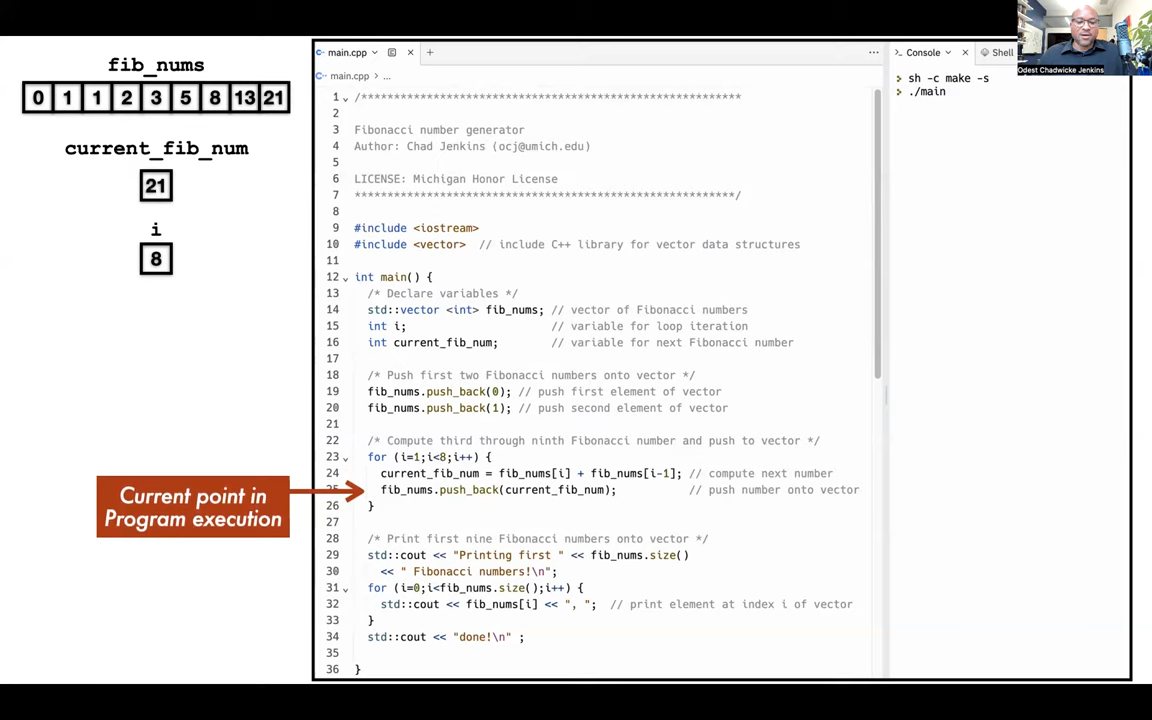 fib_nums
0 1 1 2 3 5 8 13 21
current_fib_num
21
i
8
Current point in
Program execution
main.cpp
main.cpp > ...
1 /***********************************************************
2
3 Fibonacci number generator
4 Author: Chad Jenkins (ocj@umich.edu)
5
6 LICENSE: Michigan Honor License
7 **********************************************************/
8
9 #include <iostream>
10 #include <vector>  // include C++ library for vector data structures
11
12 int main() {
13   /* Declare variables */
14   std::vector <int> fib_nums; // vector of Fibonacci numbers
15   int i;                      // variable for loop iteration
16   int current_fib_num;        // variable for next Fibonacci number
17
18   /* Push first two Fibonacci numbers onto vector */
19   fib_nums.push_back(0); // push first element of vector
20   fib_nums.push_back(1); // push second element of vector
21
22   /* Compute third through ninth Fibonacci number and push to vector */
23   for (i=1;i<8;i++) {
24     current_fib_num = fib_nums[i] + fib_nums[i-1]; // compute next number
fib_nums.push_back(current_fib_num);           // push number onto vector
26   }
27
28   /* Print first nine Fibonacci numbers onto vector */
29   std::cout << "Printing first " << fib_nums.size()
30     << " Fibonacci numbers!\n";
31   for (i=0;i<fib_nums.size();i++) {
32     std::cout << fib_nums[i] << ", ";  // print element at index i of vector
33   }
34   std::cout << "done!\n" ;
35
36 }
Console
Shell
sh -c make -s
./main
Odest Chadwicke Jenkins